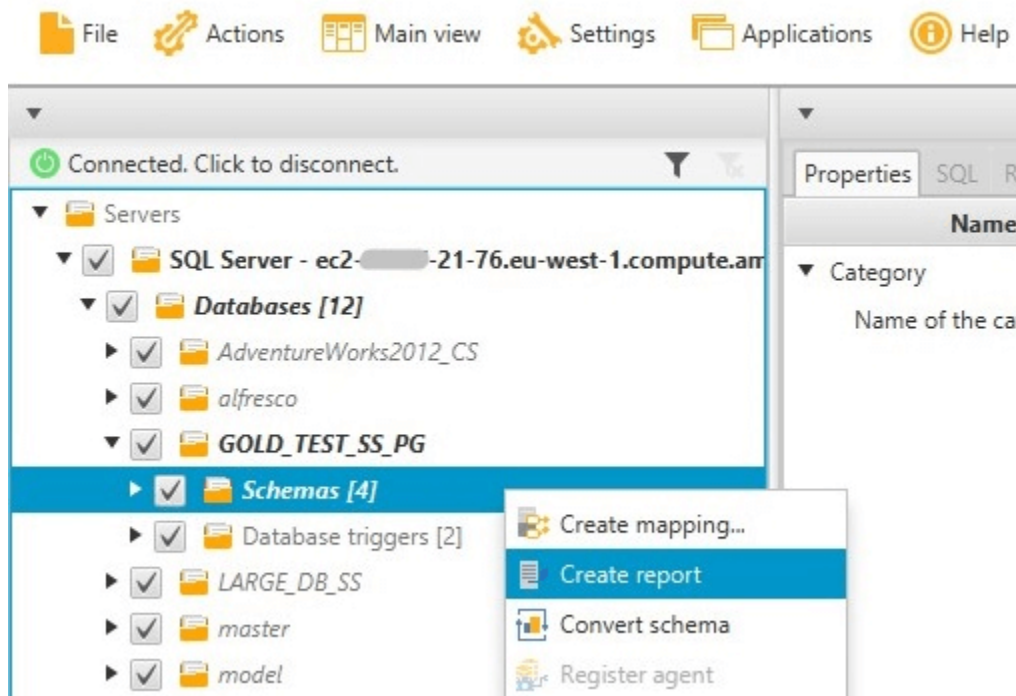 File Actions Main view Settings Applications Help
Connected. Click to disconnect.
Properties SQL R
Servers
Name
SQL Server - ec2- -21-76.eu-west-1.compute.am
Category
Databases [12]
Name of the ca
AdventureWorks2012_CS
alfresco
GOLD_TEST_SS_PG
Schemas [4]
Create mapping...
Database triggers [2]
Create report
LARGE_DB_SS
Convert schema
master
model
Register agent